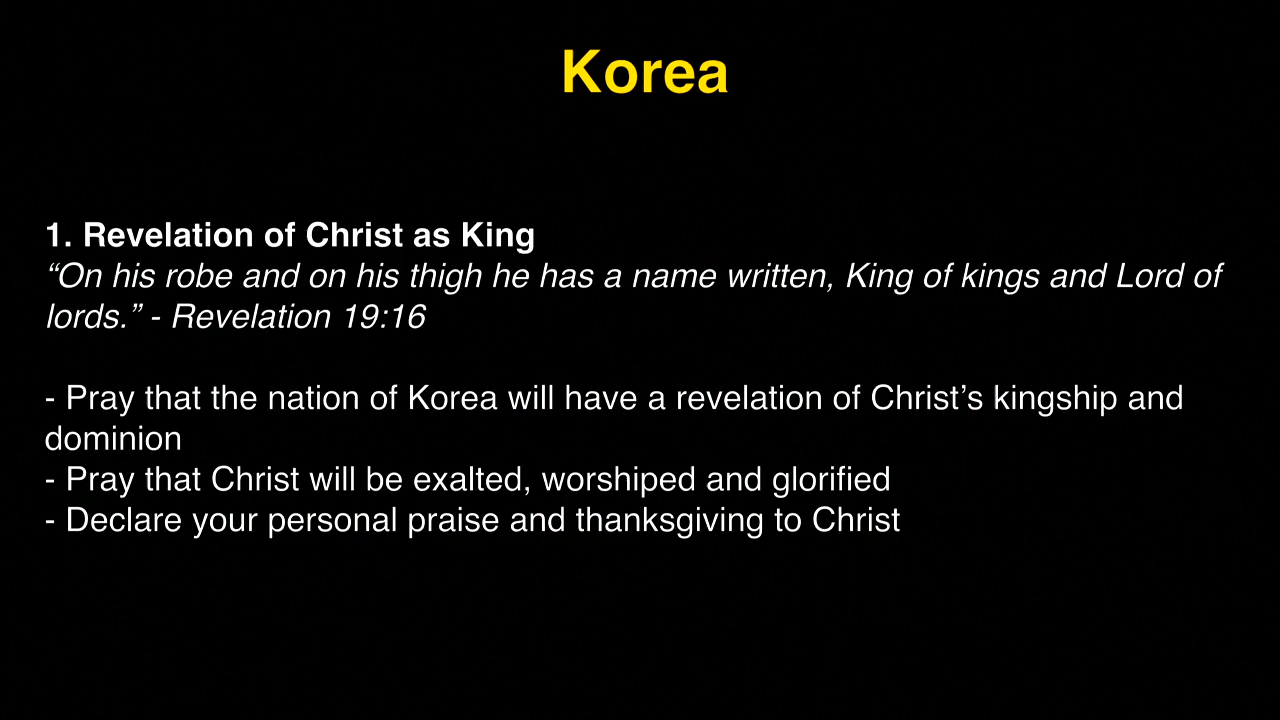 Korea
1. Revelation of Christ as King
“On his robe and on his thigh he has a name written, King of kings and Lord of
lords.” - Revelation 19:16
- Pray that the nation of Korea will have a revelation of Christ’s kingship and
dominion
- Pray that Christ will be exalted, worshiped and glorified
- Declare your personal praise and thanksgiving to Christ